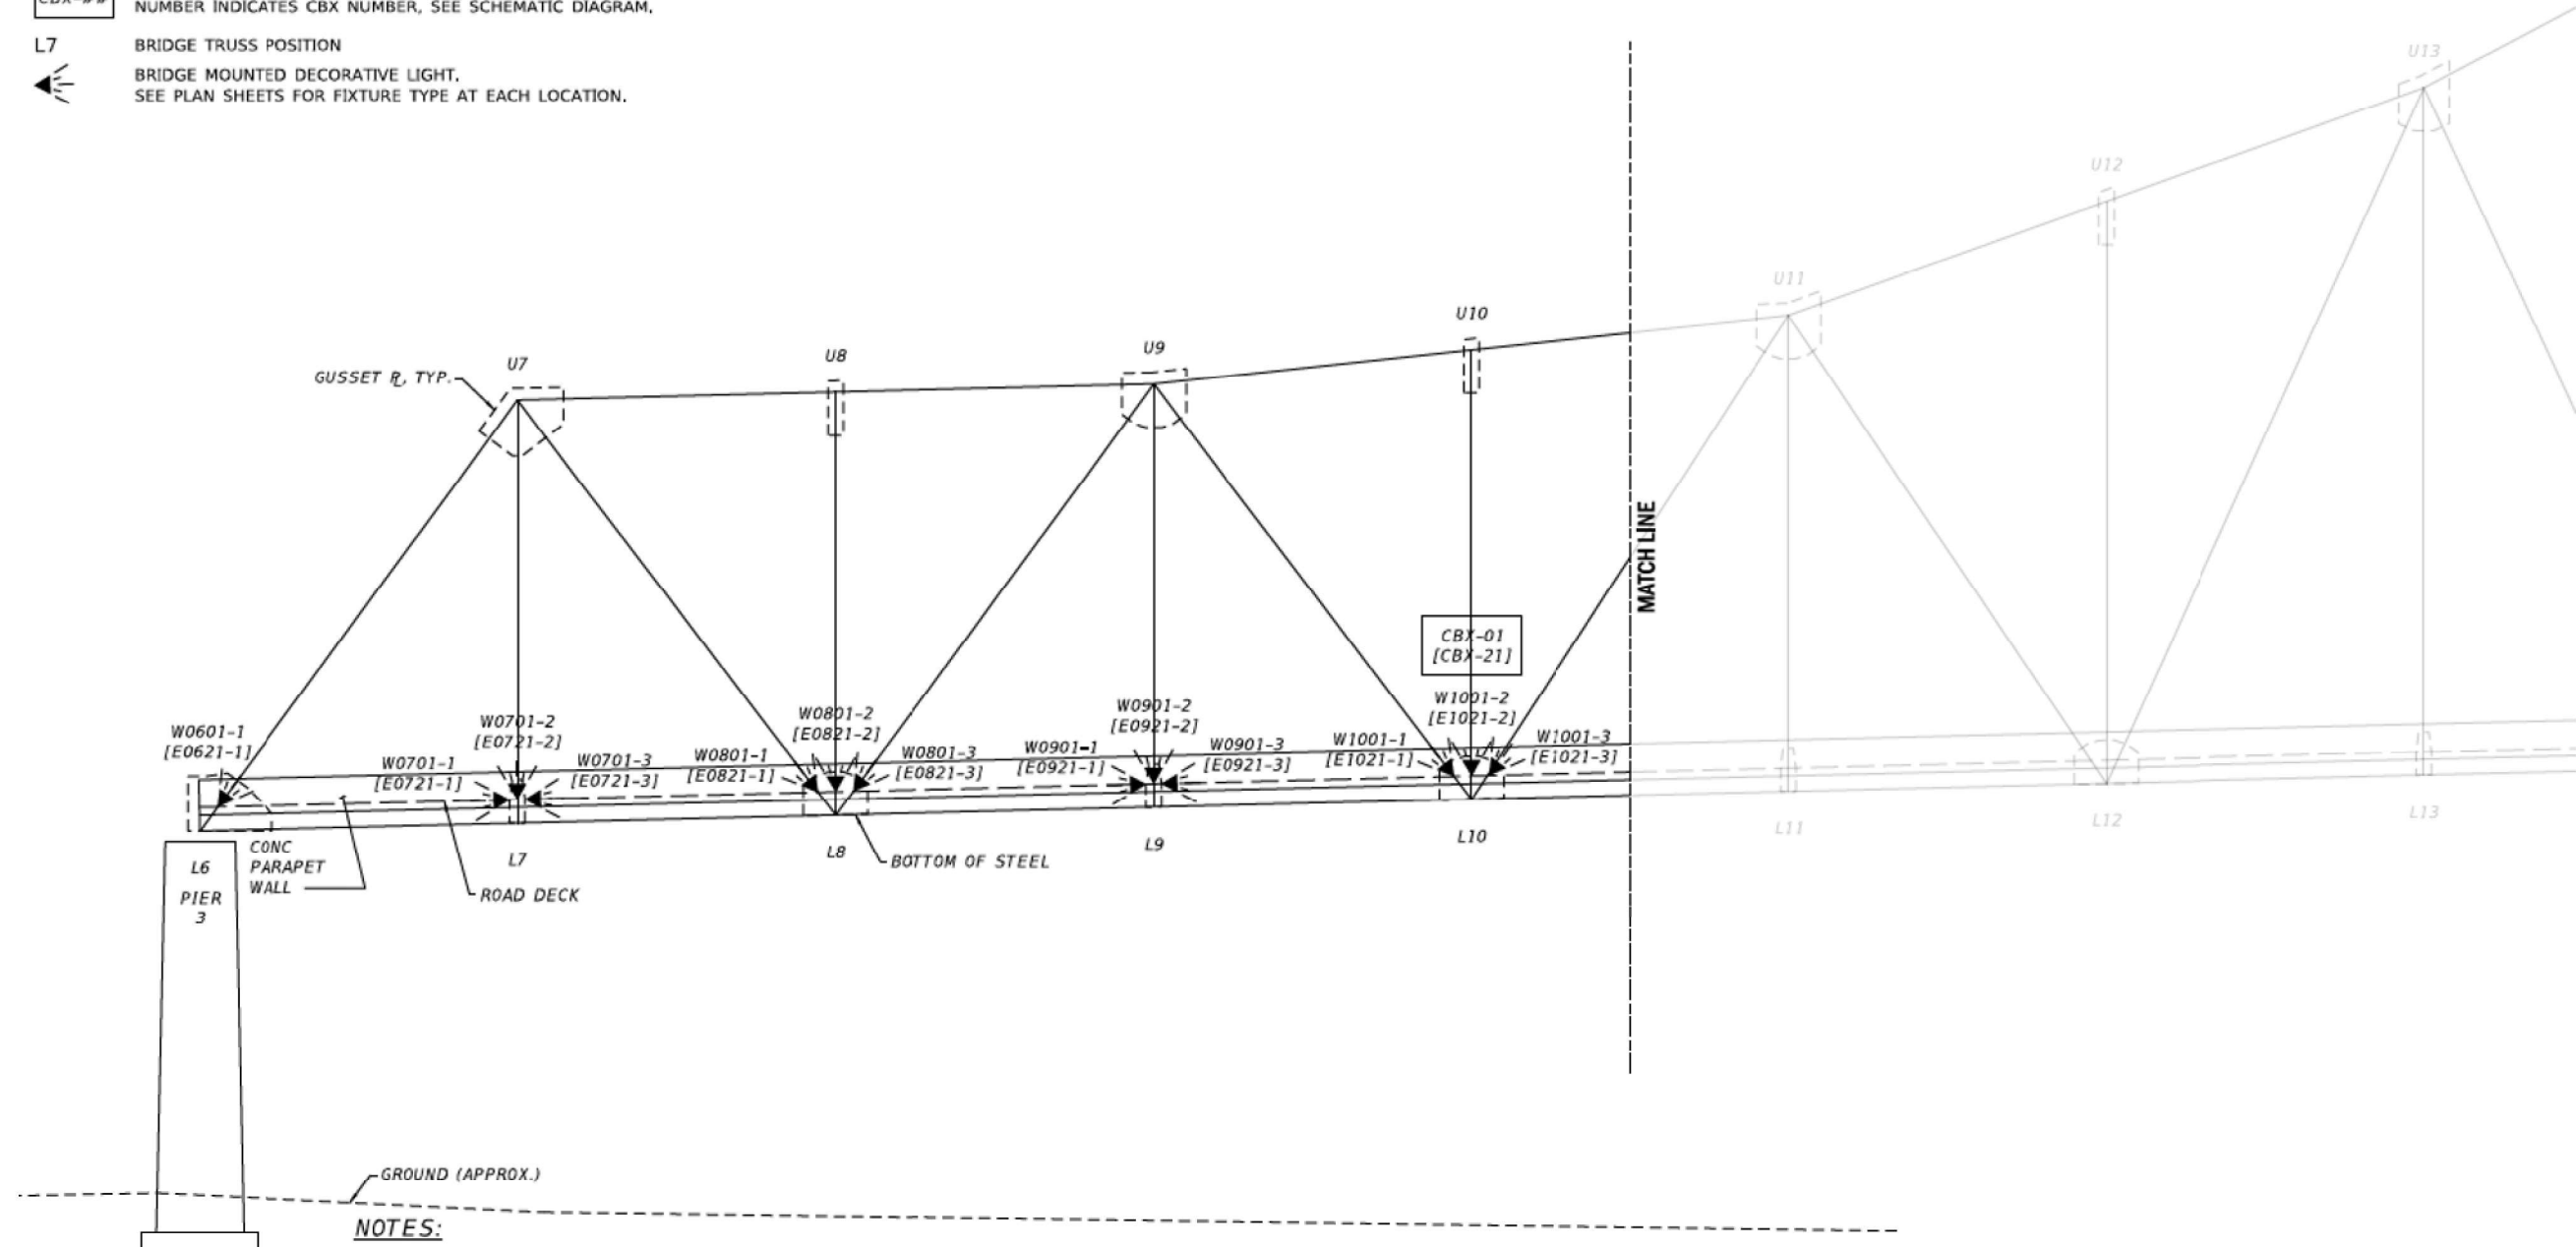 NUMBER INDICATES CBX NUMBER, SEE SCHEMATIC DIAGRAM.
L7 BRIDGE TRUSS POSITION
BRIDGE MOUNTED DECORATIVE LIGHT.
SEE PLAN SHEETS FOR FIXTURE TYPE AT EACH LOCATION.
U13
U12
U11
U10
U9
U8
U7
GUSSET PL, TYP.
MATCH LINE
CBX-01
[CBX-21]
W0601-1
[E0621-1]
W0701-1
[E0721-1]
W0701-2
[E0721-2]
W0701-3
[E0721-3]
W0801-1
[E0821-1]
W0801-2
[E0821-2]
W0801-3
[E0821-3]
W0901-1
[E0921-1]
W0901-2
[E0921-2]
W0901-3
[E0921-3]
W1001-1
[E1021-1]
W1001-2
[E1021-2]
W1001-3
[E1021-3]
L6
PIER
3
CONC
PARAPET
WALL
L7
ROAD DECK
L8
BOTTOM OF STEEL
L9
L10
L11
L12
L13
GROUND (APPROX.)
NOTES: